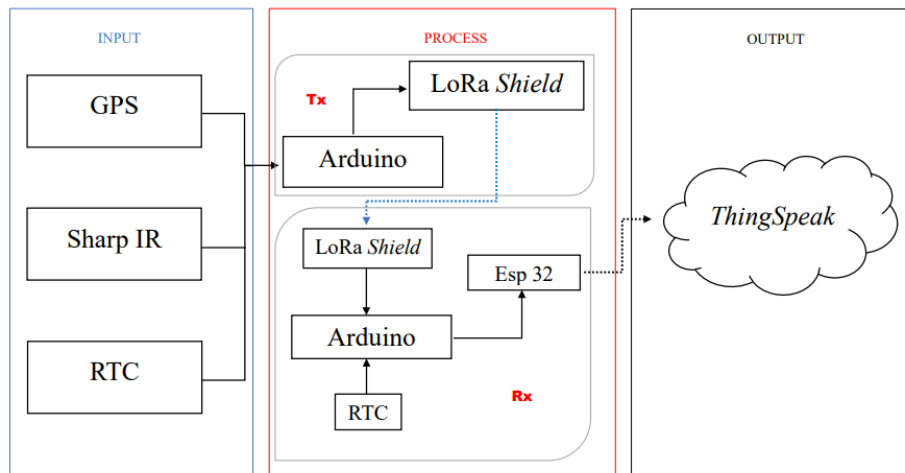 INPUT
GPS
Sharp IR
RTC
PROCESS
Tx
LoRa Shield
Arduino
LoRa Shield
Esp 32
Arduino
RTC
Rx
OUTPUT
ThingSpeak